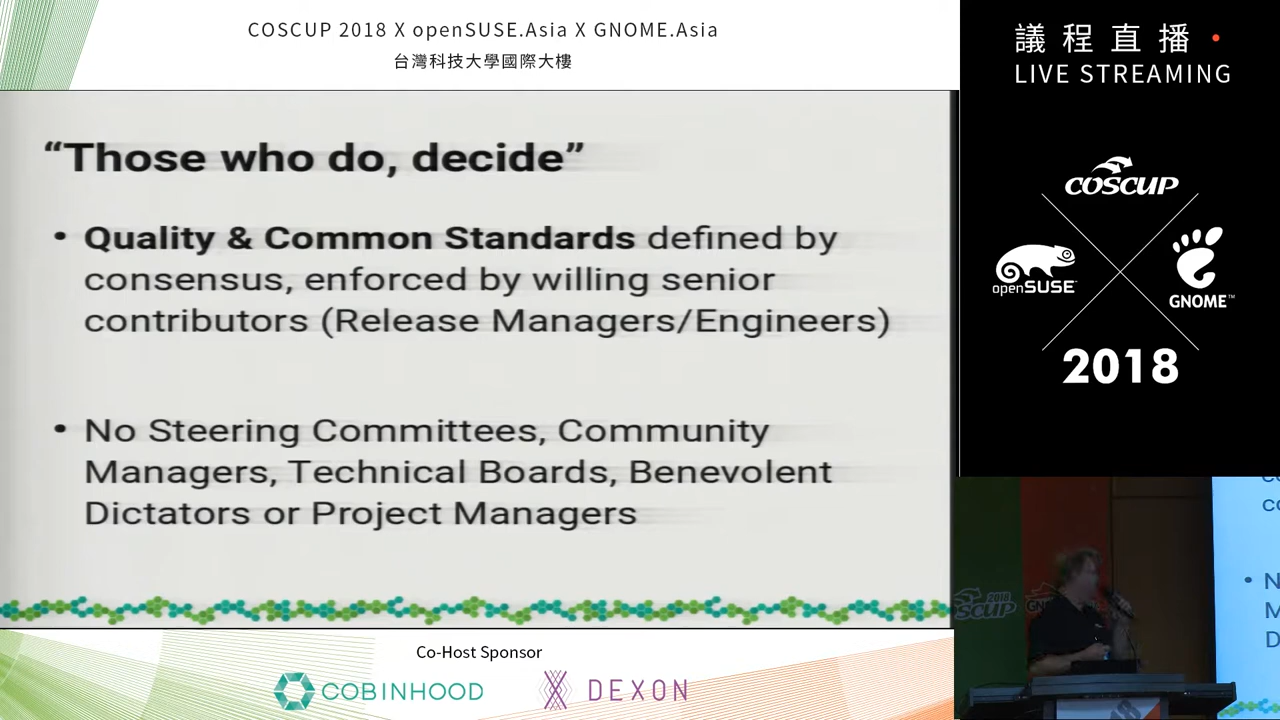 COSCUP 2018 X openSUSE.Asia X GNOME.Asia
台灣科技大學國際大樓
議程直播
LIVE STREAMING
“Those who do, decide”
• Quality & Common Standards defined by
consensus, enforced by willing senior
contributors (Release Managers/Engineers)
• No Steering Committees, Community
Managers, Technical Boards, Benevolent
Dictators or Project Managers
COSCUP
openSUSE
GNOME™
2018
Co-Host Sponsor
COBINHOOD
DEXON